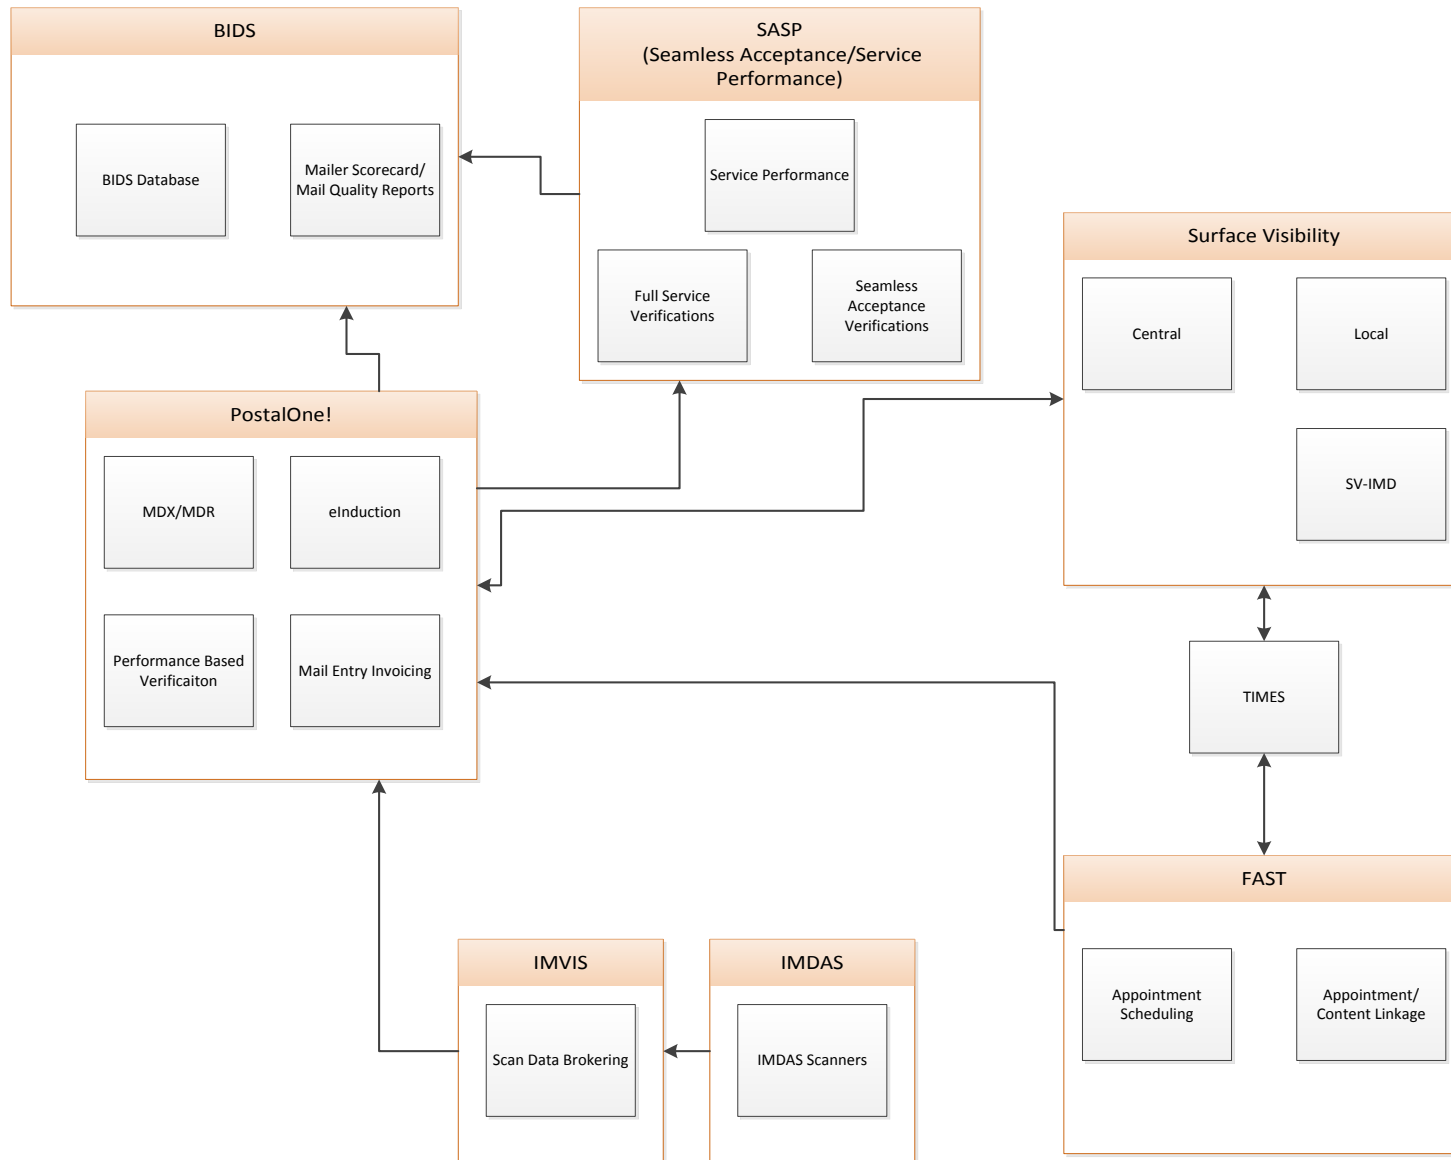 BIDS
BIDS Database
Mailer Scorecard/
Mail Quality Reports
SASP
(Seamless Acceptance/Service
Performance)
Service Performance
Full Service
Verifications
Seamless
Acceptance
Verifications
Surface Visibility
Central
Local
SV-IMD
PostalOne!
MDX/MDR
eInduction
Performance Based
Verificaiton
Mail Entry Invoicing
TIMES
FAST
Appointment
Scheduling
Appointment/
Content Linkage
IMVIS
Scan Data Brokering
IMDAS
IMDAS Scanners